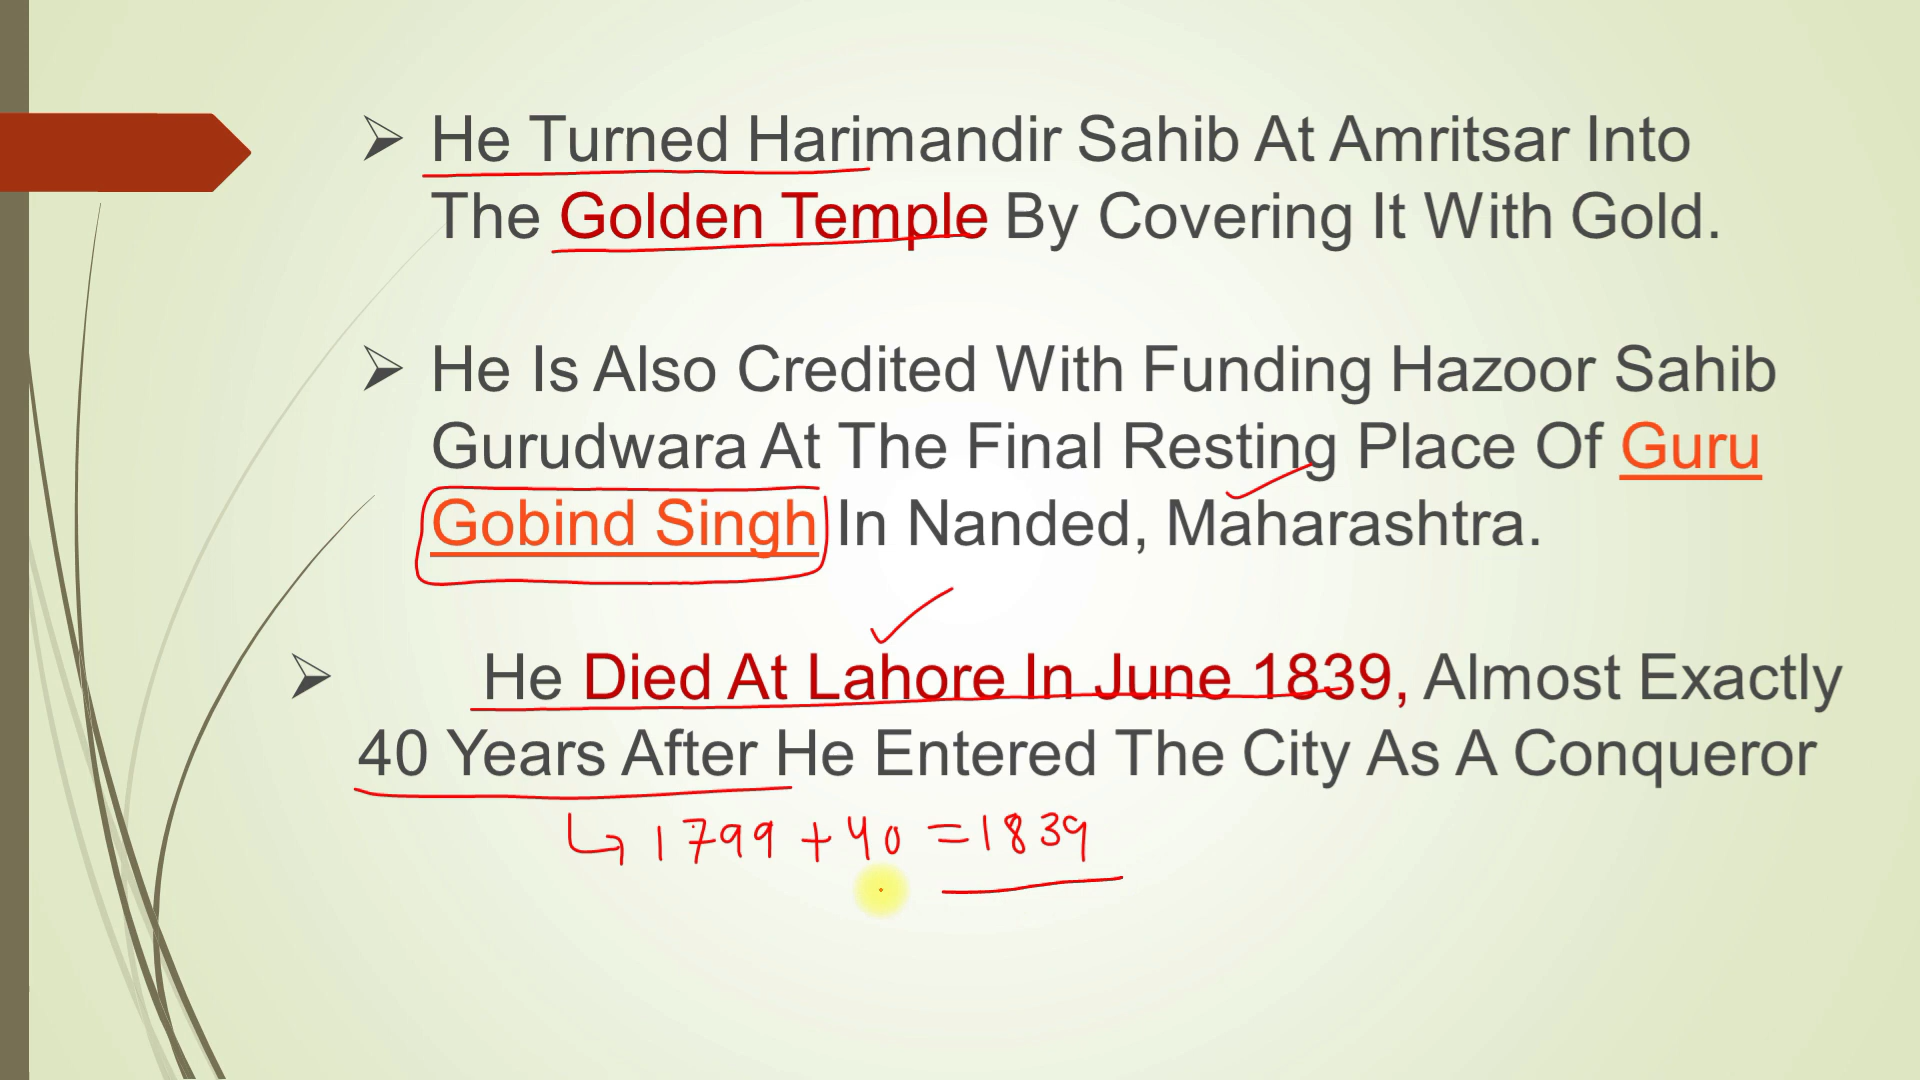 He Turned Harimandir Sahib At Amritsar Into
The Golden Temple By Covering It With Gold.
He Is Also Credited With Funding Hazoor Sahib
Gurudwara At The Final Resting Place Of Guru
Gobind Singh In Nanded, Maharashtra.
He Died At Lahore In June 1839, Almost Exactly
40 Years After He Entered The City As A Conqueror
1799 + 40 = 1839